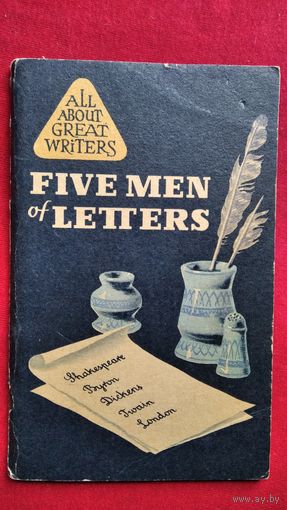 ALL
ABOUT
GREAT
WRiTERS
FIVE MEN
of LETTERS
Shakespeare
Byron
Dickens
Twain
London
www.ay.by